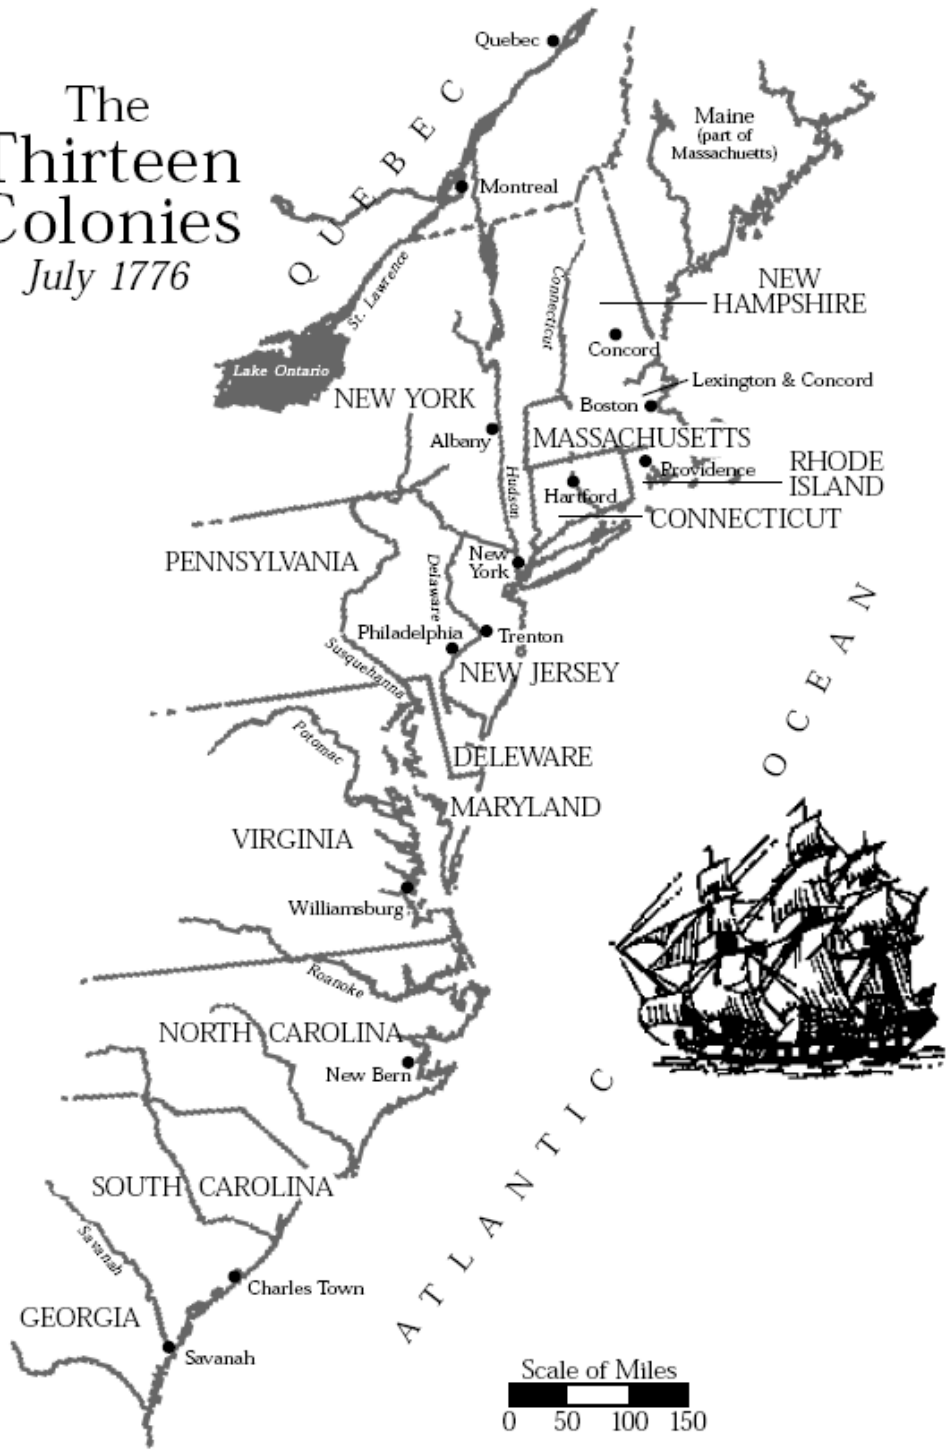 The
Thirteen
Colonies
July 1776
Quebec
QUEBEC
Montreal
Maine
(part of
Massachuetts)
St. Lawrence
Connecticut
NEW
HAMPSHIRE
Concord
Lake Ontario
Lexington & Concord
NEW YORK
Boston
Albany
MASSACHUSETTS
Hudson
Providence
RHODE
ISLAND
Hartford
CONNECTICUT
PENNSYLVANIA
New
York
Delaware
Philadelphia
Trenton
Susquehanna
NEW JERSEY
Potomac
DELEWARE
MARYLAND
VIRGINIA
Williamsburg
Roanoke
NORTH CAROLINA
New Bern
SOUTH CAROLINA
Savanah
Charles Town
GEORGIA
Savanah
ATLANTIC OCEAN
Scale of Miles
0 50 100 150